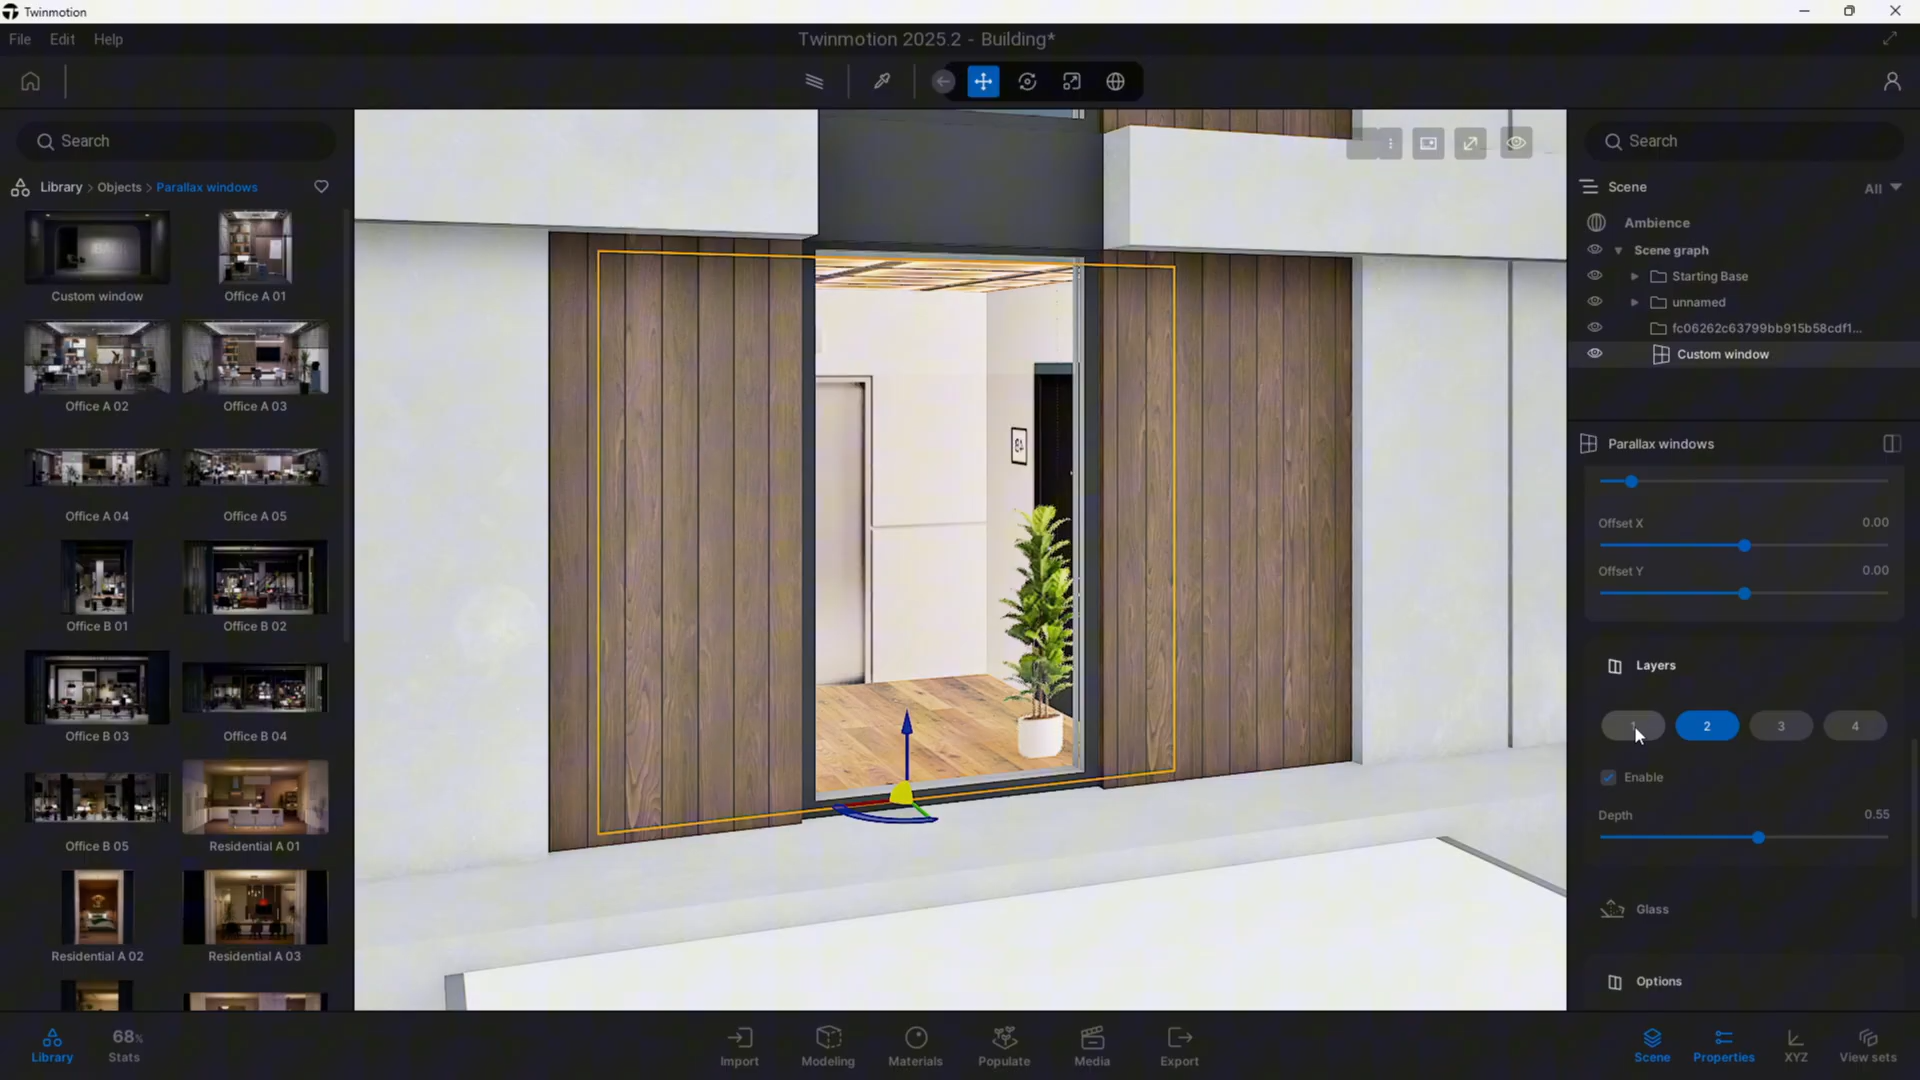 Twinmotion
File Edit Help
Twinmotion 2025.2 - Building*
Search
Library > Objects > Parallax windows
Custom window
Office A 01
Office A 02
Office A 03
Office A 04
Office A 05
Office B 01
Office B 02
Office B 03
Office B 04
Office B 05
Residential A 01
Residential A 02
Residential A 03
Search
Scene
All
Ambience
Scene graph
Starting Base
unnamed
fc06262c63799bb915b58cdf1...
Custom window
Parallax windows
Offset X 0.00
Offset Y 0.00
Layers
1 2 3 4
Enable
Depth 0.55
Glass
Options
Library
68%
Stats
Import
Modeling
Materials
Populate
Media
Export
Scene
Properties
XYZ
View sets